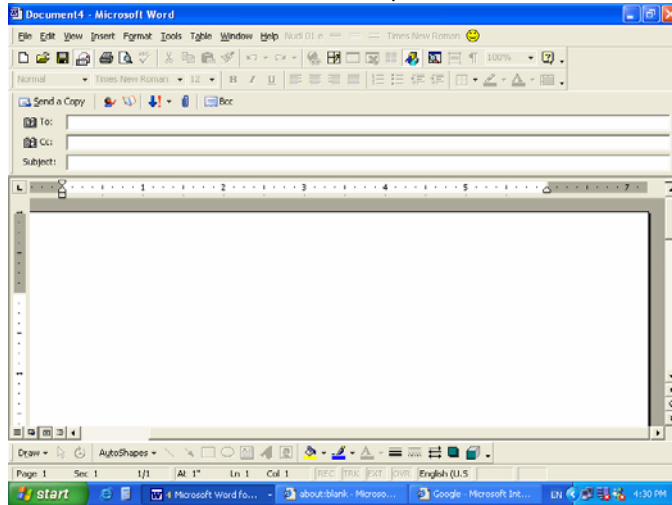 Document4 - Microsoft Word
File Edit View Insert Format Tools Table Window Help Nudi 01 e Times New Roman
100%
Normal Times New Roman 12 B I U
Send a Copy Bcc
To:
Cc:
Subject:
1 2 3 4 5 7
Draw AutoShapes
Page 1 Sec 1 1/1 At 1" Ln 1 Col 1 REC TRK EXT OVR English (U.S
start 4 Microsoft Word fo... about:blank - Microso... Google - Microsoft Int... EN 4:30 PM